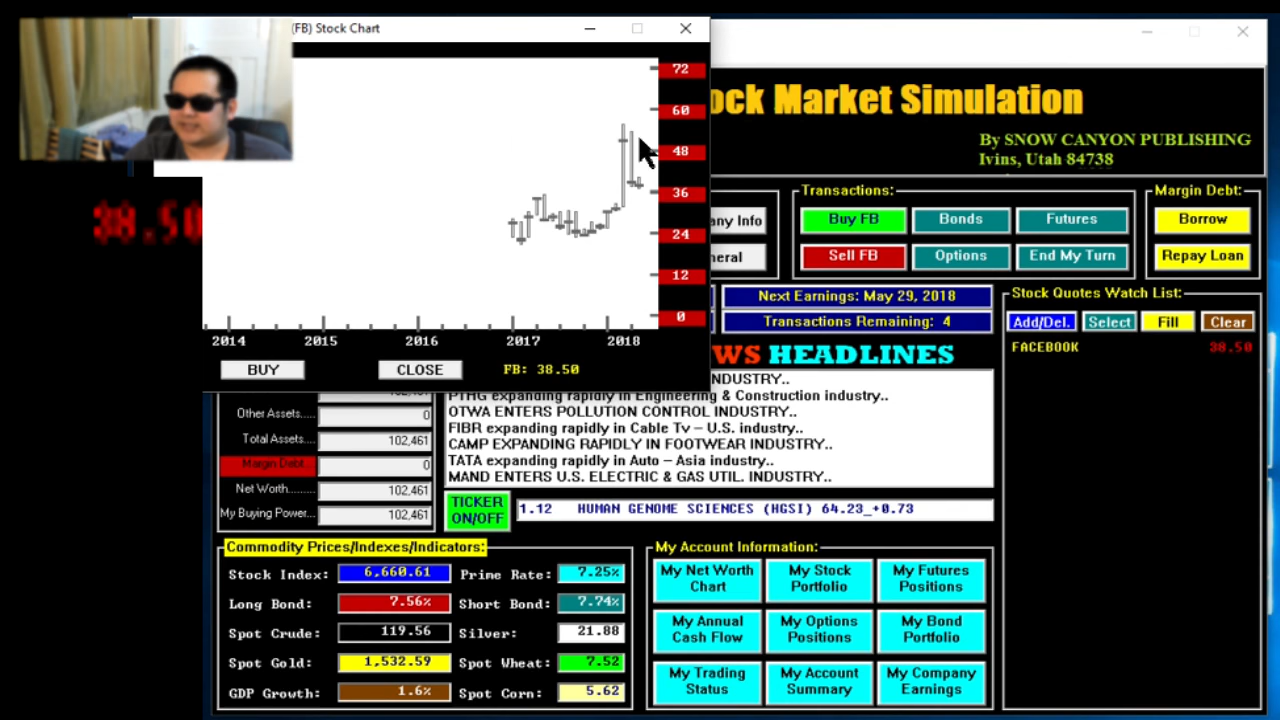 (FB) Stock Chart
72
60
48
36
24
12
0
2014 2015 2016 2017 2018
BUY CLOSE FB: 38.50
38.50
ock Market Simulation
By SNOW CANYON PUBLISHING
Ivins, Utah 84738
any Info
neral
Transactions:
Buy FB Bonds Futures
Sell FB Options End My Turn
Margin Debt:
Borrow
Repay Loan
Next Earnings: May 29, 2018
Transactions Remaining: 4
Stock Quotes Watch List:
Add/Del. Select Fill Clear
FACEBOOK 38.50
WS HEADLINES
NDUSTRY..
PTHG expanding rapidly in Engineering & Construction industry..
OTWA ENTERS POLLUTION CONTROL INDUSTRY..
FIBR expanding rapidly in Cable Tv – U.S. industry..
CAMP EXPANDING RAPIDLY IN FOOTWEAR INDUSTRY..
TATA expanding rapidly in Auto – Asia industry..
MAND ENTERS U.S. ELECTRIC & GAS UTIL. INDUSTRY..
TICKER
ON/OFF
1.12 HUMAN GENOME SCIENCES (HGSI) 64.23_+0.73
102,461
Other Assets..... 0
Total Assets.... 102,461
Margin Debt... 0
Net Worth......... 102,461
My Buying Power... 102,461
Commodity Prices/Indexes/Indicators:
Stock Index: 6,660.61 Prime Rate: 7.25%
Long Bond: 7.56% Short Bond: 7.74%
Spot Crude: 119.56 Silver: 21.88
Spot Gold: 1,532.59 Spot Wheat: 7.52
GDP Growth: 1.6% Spot Corn: 5.62
My Account Information:
My Net Worth
Chart
My Stock
Portfolio
My Futures
Positions
My Annual
Cash Flow
My Options
Positions
My Bond
Portfolio
My Trading
Status
My Account
Summary
My Company
Earnings